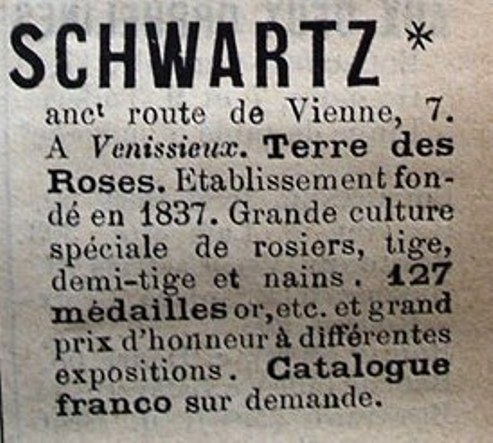 SCHWARTZ *
ancᵗ route de Vienne, 7.
A Venissieux. Terre des
Roses. Etablissement fon-
dé en 1837. Grande culture
spéciale de rosiers, tige,
demi-tige et nains. 127
médailles or, etc. et grand
prix d'honneur à différentes
expositions. Catalogue
franco sur demande.